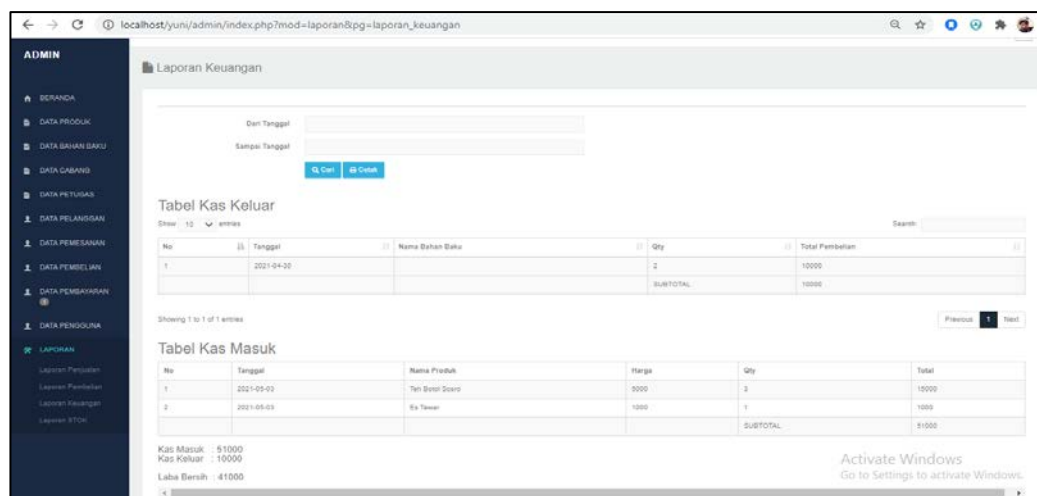 localhost/yuni/admin/index.php?mod=laporan&pg=laporan_keuangan
ADMIN
BERANDA
DATA PRODUK
DATA BAHAN BAKU
DATA CABANG
DATA PETUGAS
DATA PELANGGAN
DATA PEMESANAN
DATA PEMBELIAN
DATA PEMBAYARAN
DATA PENGGUNA
LAPORAN
Laporan Penjualan
Laporan Pembelian
Laporan Keuangan
Laporan STOK
Laporan Keuangan
Dari Tanggal
Sampai Tanggal
Cari Cetak
Tabel Kas Keluar
Show 10 entries Search:
No Tanggal Nama Bahan Baku Qty Total Pembelian
1 2021-04-30 2 10000
SUBTOTAL 10000
Showing 1 to 1 of 1 entries
Previous 1 Next
Tabel Kas Masuk
No Tanggal Nama Produk Harga Qty Total
1 2021-05-03 Teh Botol Sosro 5000 3 15000
2 2021-05-03 Es Tawar 1000 1 1000
SUBTOTAL 51000
Kas Masuk : 51000
Kas Keluar : 10000
Laba Bersih : 41000
Activate Windows
Go to Settings to activate Windows.